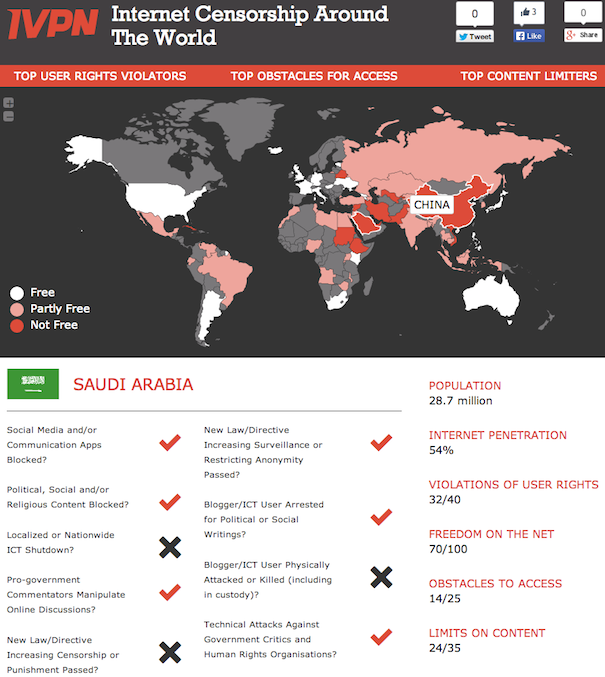 IVPN
Internet Censorship Around
The World
0
Tweet
3
Like
0
Share
TOP USER RIGHTS VIOLATORS
TOP OBSTACLES FOR ACCESS
TOP CONTENT LIMITERS
+
−
CHINA
Free
Partly Free
Not Free
SAUDI ARABIA
Social Media and/or
Communication Apps
Blocked?
Political, Social and/or
Religious Content Blocked?
Localized or Nationwide
ICT Shutdown?
Pro-government
Commentators Manipulate
Online Discussions?
New Law/Directive
Increasing Censorship or
Punishment Passed?
New Law/Directive
Increasing Surveillance or
Restricting Anonymity
Passed?
Blogger/ICT User Arrested
for Political or Social
Writings?
Blogger/ICT User Physically
Attacked or Killed (including
in custody)?
Technical Attacks Against
Government Critics and
Human Rights Organisations?
POPULATION
28.7 million
INTERNET PENETRATION
54%
VIOLATIONS OF USER RIGHTS
32/40
FREEDOM ON THE NET
70/100
OBSTACLES TO ACCESS
14/25
LIMITS ON CONTENT
24/35